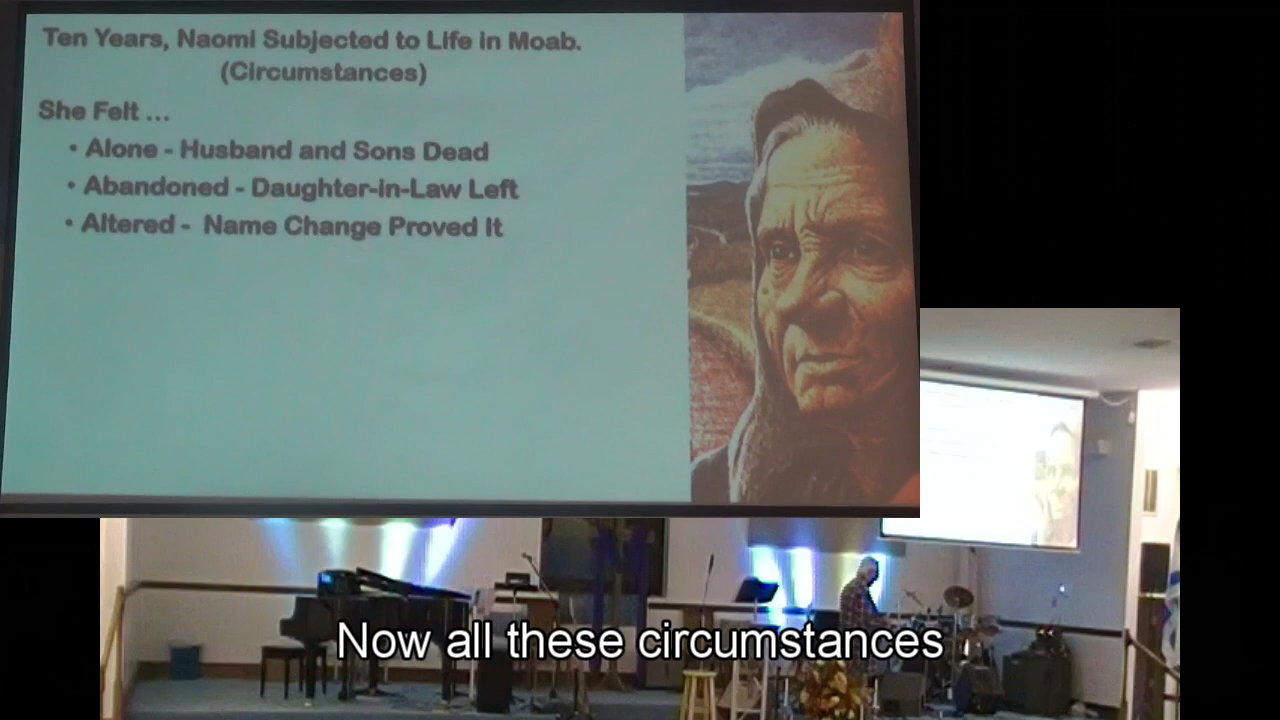 Ten Years, Naomi Subjected to Life in Moab.
(Circumstances)
She Felt ...
• Alone - Husband and Sons Dead
• Abandoned - Daughter-in-Law Left
• Altered - Name Change Proved It
Now all these circumstances